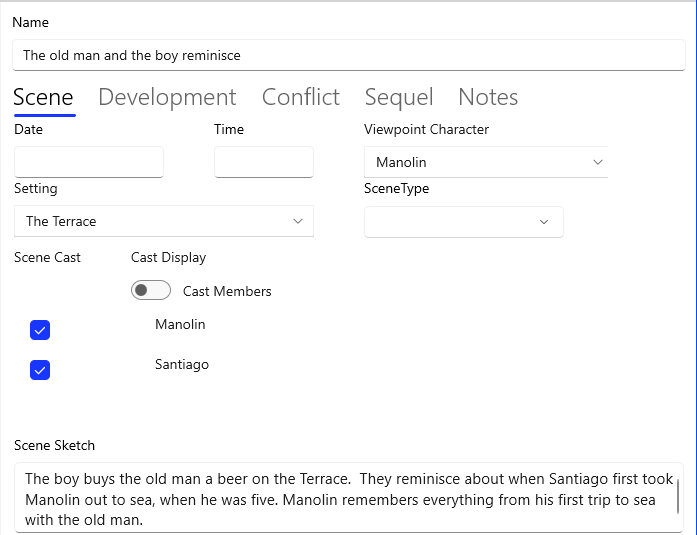 Name
The old man and the boy reminisce
Scene Development Conflict Sequel Notes
Date Time Viewpoint Character
Manolin
Setting SceneType
The Terrace
Scene Cast Cast Display
Cast Members
Manolin
Santiago
Scene Sketch
The boy buys the old man a beer on the Terrace.  They reminisce about when Santiago first took
Manolin out to sea, when he was five. Manolin remembers everything from his first trip to sea
with the old man.